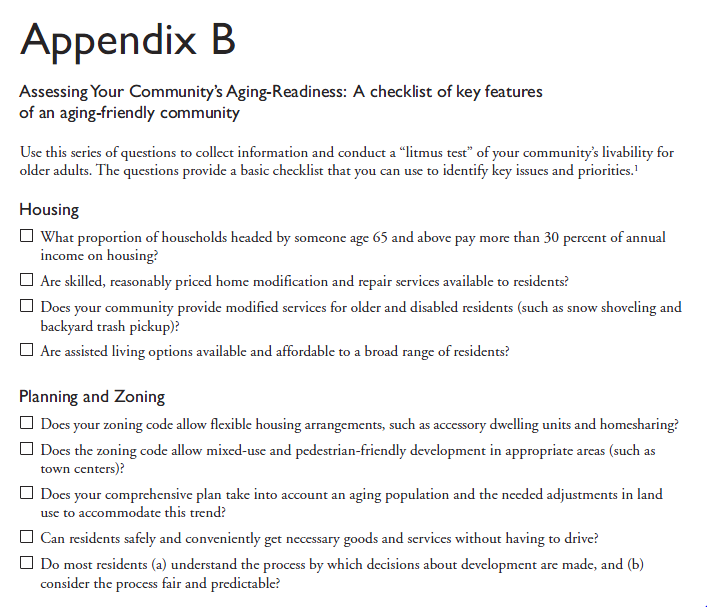 Appendix B
Assessing Your Community's Aging-Readiness: A checklist of key features
of an aging-friendly community
Use this series of questions to collect information and conduct a “litmus test” of your community's livability for
older adults. The questions provide a basic checklist that you can use to identify key issues and priorities.¹
Housing
☐ What proportion of households headed by someone age 65 and above pay more than 30 percent of annual
income on housing?
☐ Are skilled, reasonably priced home modification and repair services available to residents?
☐ Does your community provide modified services for older and disabled residents (such as snow shoveling and
backyard trash pickup)?
☐ Are assisted living options available and affordable to a broad range of residents?
Planning and Zoning
☐ Does your zoning code allow flexible housing arrangements, such as accessory dwelling units and homesharing?
☐ Does the zoning code allow mixed-use and pedestrian-friendly development in appropriate areas (such as
town centers)?
☐ Does your comprehensive plan take into account an aging population and the needed adjustments in land
use to accommodate this trend?
☐ Can residents safely and conveniently get necessary goods and services without having to drive?
☐ Do most residents (a) understand the process by which decisions about development are made, and (b)
consider the process fair and predictable?